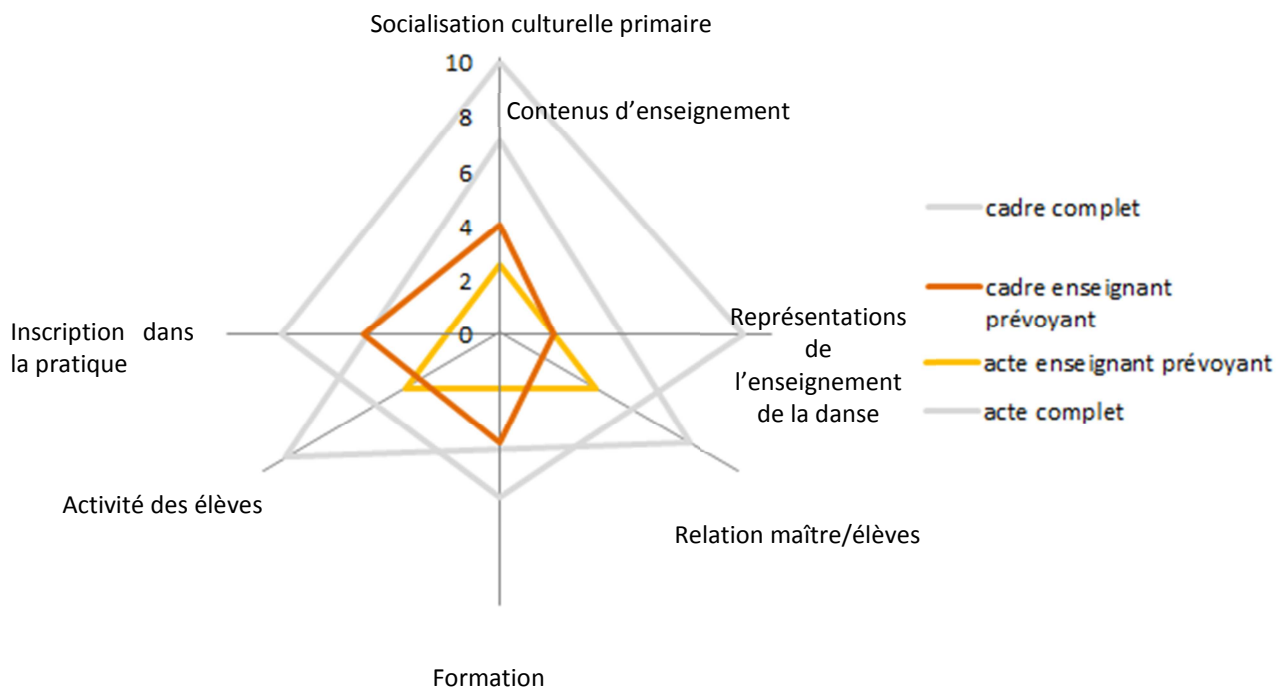 Socialisation culturelle primaire
10
Contenus d’enseignement
8
6
4
2
0
Inscription dans
la pratique
Représentations
de
l’enseignement
de la danse
Activité des élèves
Relation maître/élèves
Formation
cadre complet
cadre enseignant
prévoyant
acte enseignant prévoyant
acte complet